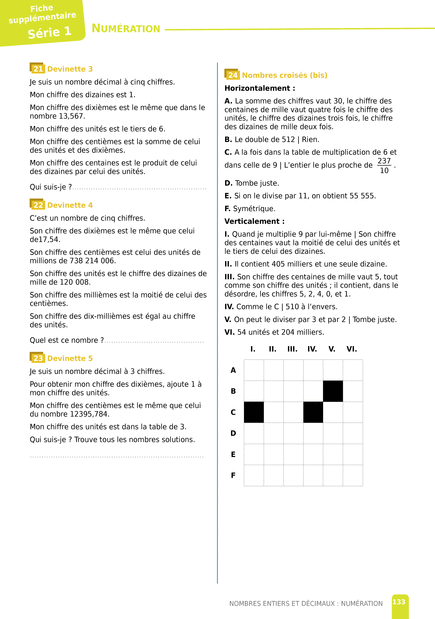 Fiche
supplémentaire
Série 1
NUMÉRATION
21 Devinette 3
Je suis un nombre décimal à cinq chiffres.
Mon chiffre des dizaines est 1.
Mon chiffre des dixièmes est le même que dans le
nombre 13,567.
Mon chiffre des unités est le tiers de 6.
Mon chiffre des centièmes est la somme de celui
des unités et des dixièmes.
Mon chiffre des centaines est le produit de celui
des dizaines par celui des unités.
Qui suis-je ?
22 Devinette 4
C'est un nombre de cinq chiffres.
Son chiffre des dixièmes est le même que celui
de17,54.
Son chiffre des centièmes est celui des unités de
millions de 738 214 006.
Son chiffre des unités est le chiffre des dizaines de
mille de 120 008.
Son chiffre des millièmes est la moitié de celui des
centièmes.
Son chiffre des dix-millièmes est égal au chiffre
des unités.
Quel est ce nombre ?
23 Devinette 5
Je suis un nombre décimal à 3 chiffres.
Pour obtenir mon chiffre des dixièmes, ajoute 1 à
mon chiffre des unités.
Mon chiffre des centièmes est le même que celui
du nombre 12395,784.
Mon chiffre des unités est dans la table de 3.
Qui suis-je ? Trouve tous les nombres solutions.
24 Nombres croisés (bis)
Horizontalement :
A. La somme des chiffres vaut 30, le chiffre des
centaines de mille vaut quatre fois le chiffre des
unités, le chiffre des dizaines trois fois, le chiffre
des dizaines de mille deux fois.
B. Le double de 512 | Rien.
C. A la fois dans la table de multiplication de 6 et
dans celle de 9 | L'entier le plus proche de 237/10 .
D. Tombe juste.
E. Si on le divise par 11, on obtient 55 555.
F. Symétrique.
Verticalement :
I. Quand je multiplie 9 par lui-même | Son chiffre
des centaines vaut la moitié de celui des unités et
le tiers de celui des dizaines.
II. Il contient 405 milliers et une seule dizaine.
III. Son chiffre des centaines de mille vaut 5, tout
comme son chiffre des unités ; il contient, dans le
désordre, les chiffres 5, 2, 4, 0, et 1.
IV. Comme le C | 510 à l'envers.
V. On peut le diviser par 3 et par 2 | Tombe juste.
VI. 54 unités et 204 milliers.
I. II. III. IV. V. VI.
A
B
C
D
E
F
NOMBRES ENTIERS ET DÉCIMAUX : NUMÉRATION 133